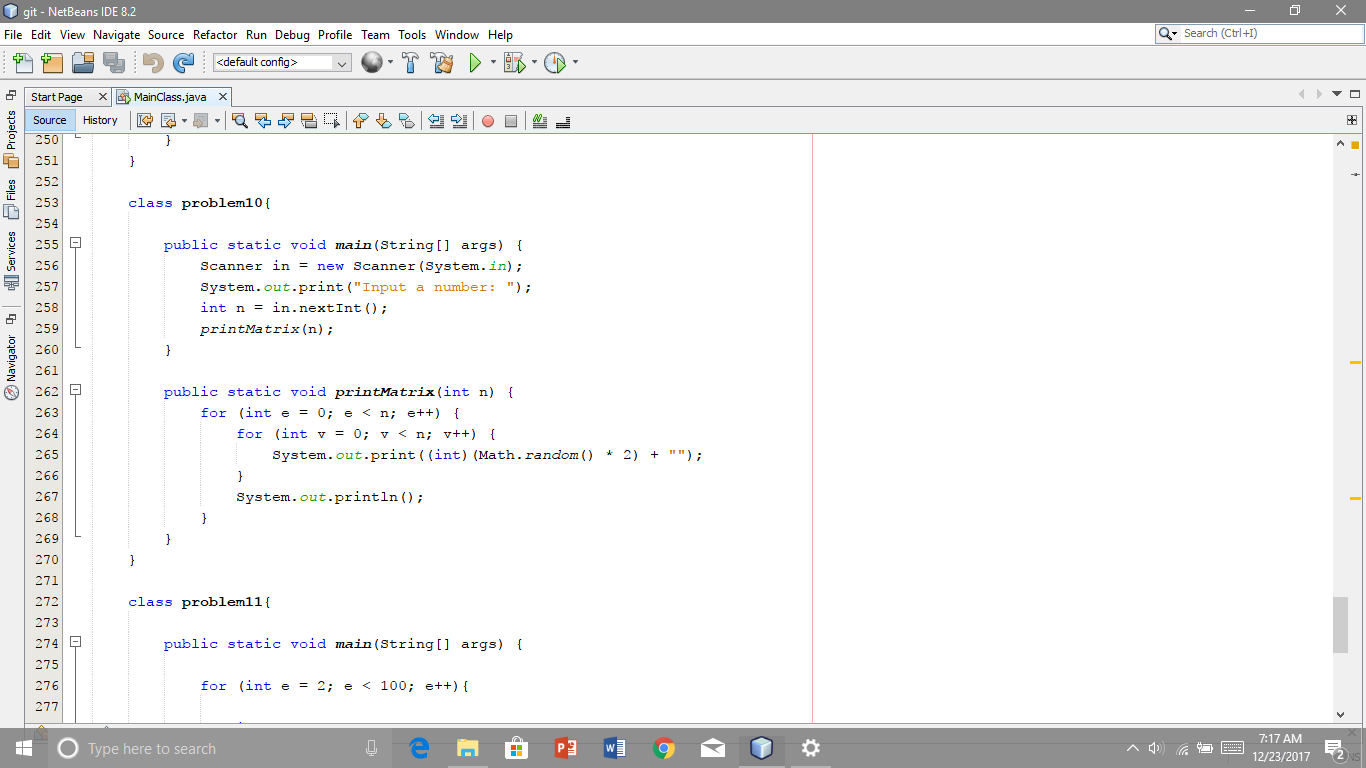 git - NetBeans IDE 8.2
File Edit View Navigate Source Refactor Run Debug Profile Team Tools Window Help
Search (Ctrl+I)
<default config>
Start Page
MainClass.java
Source History
Projects
Files
Services
Navigator
250 }
251 }
252
253 class problem10{
254
255 public static void main(String[] args) {
256 Scanner in = new Scanner(System.in);
257 System.out.print("Input a number: ");
258 int n = in.nextInt();
259 printMatrix(n);
260 }
261
262 public static void printMatrix(int n) {
263 for (int e = 0; e < n; e++) {
264 for (int v = 0; v < n; v++) {
265 System.out.print((int)(Math.random() * 2) + "");
266 }
267 System.out.println();
268 }
269 }
270 }
271
272 class problem11{
273
274 public static void main(String[] args) {
275
276 for (int e = 2; e < 100; e++){
277
Type here to search
7:17 AM
12/23/2017
2